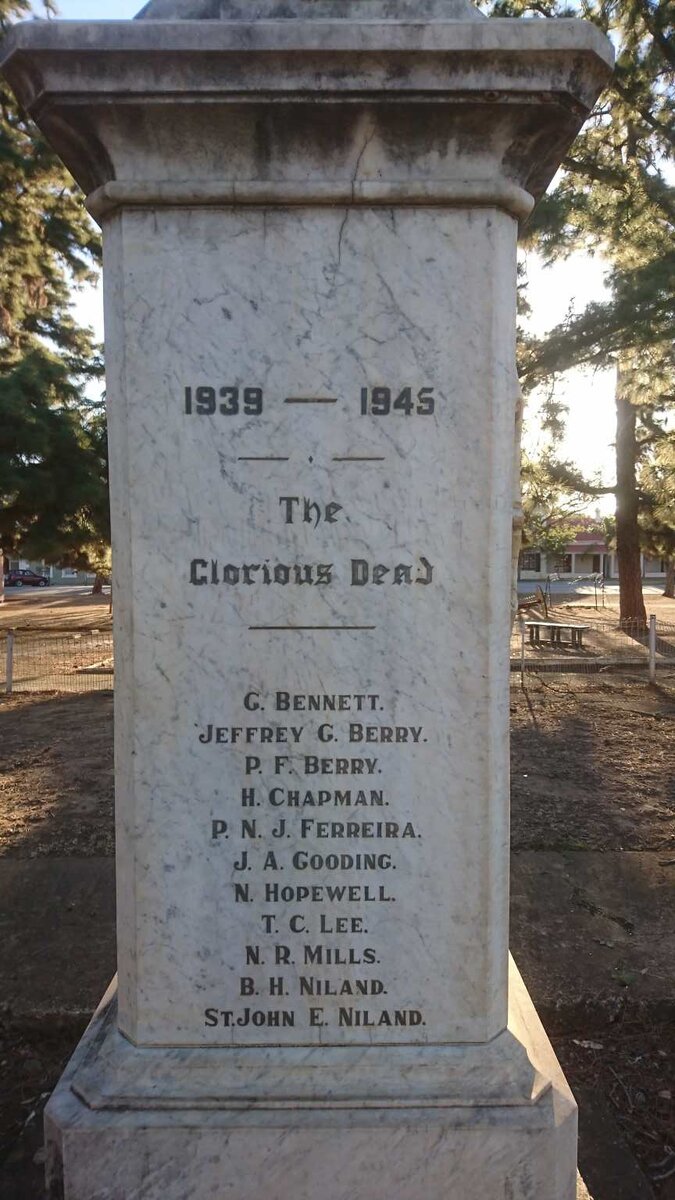 1939 — 1945
The
Glorious Dead
G. BENNETT.
JEFFREY G. BERRY.
P. F. BERRY.
H. CHAPMAN.
P. N. J. FERREIRA.
J. A. GOODING.
N. HOPEWELL.
T. C. LEE.
N. R. MILLS.
B. H. NILAND.
ST. JOHN E. NILAND.